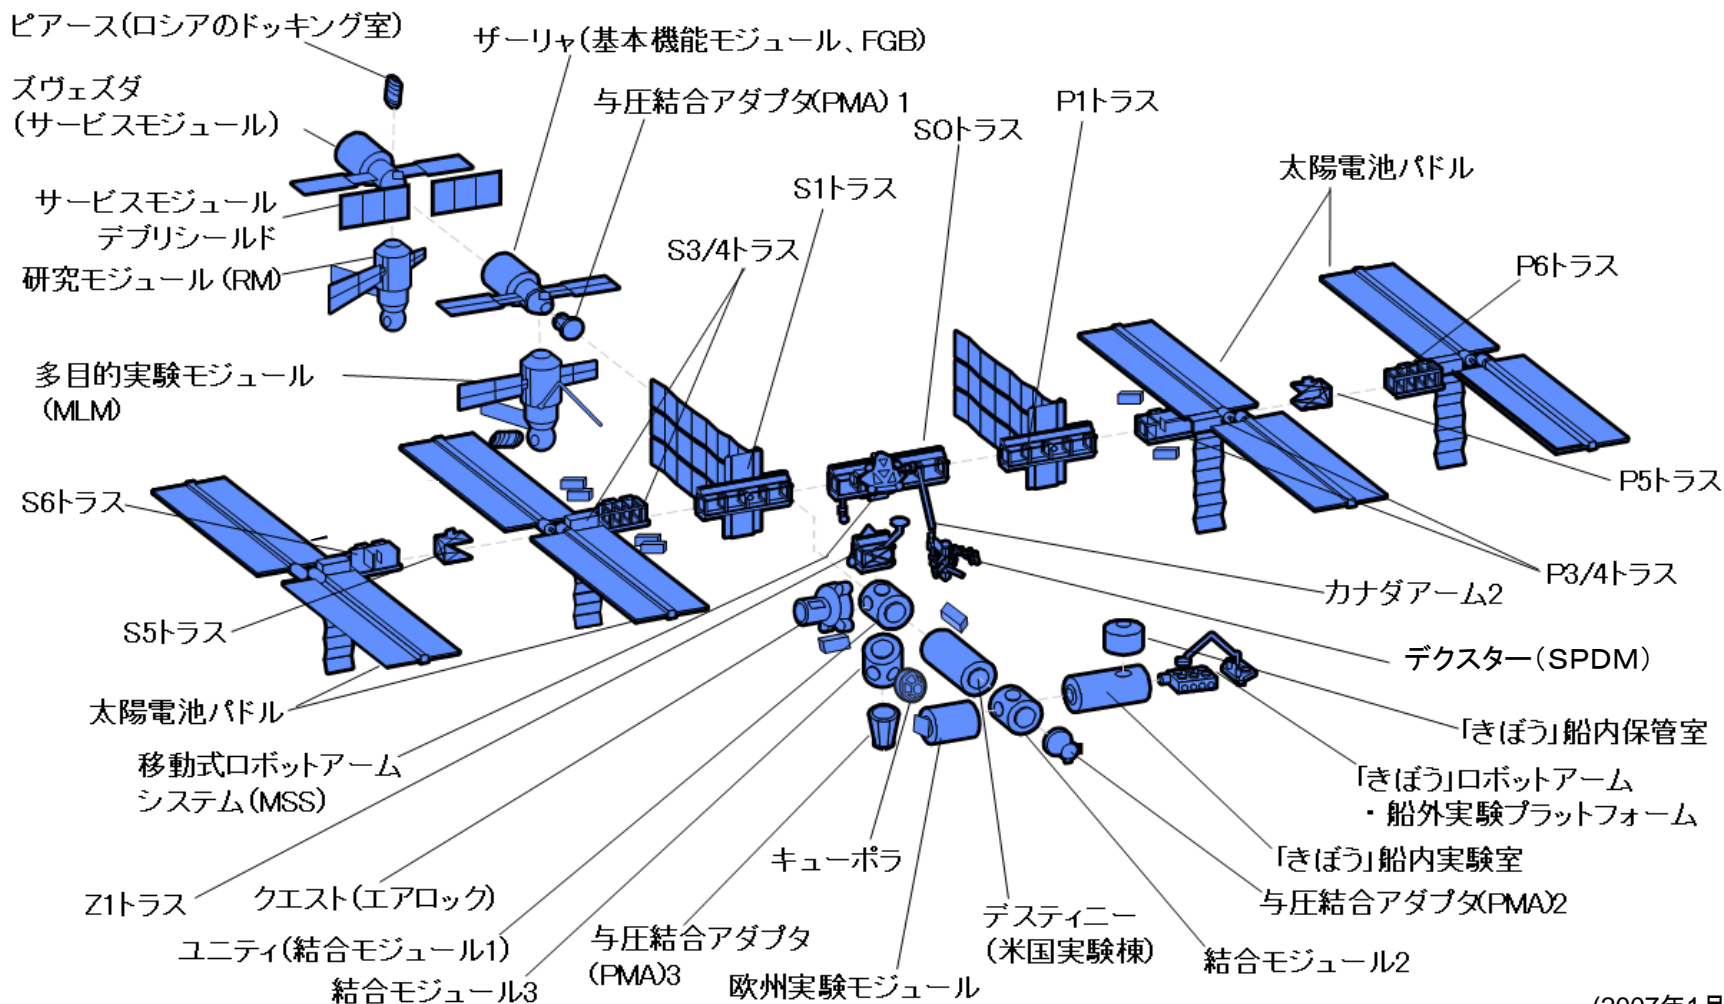 ピアース(ロシアのドッキング室)
ザーリャ(基本機能モジュール、FGB)
ズヴェズダ
(サービスモジュール)
与圧結合アダプタ(PMA) 1
P1トラス
S0トラス
太陽電池パドル
サービスモジュール
デブリシールド
S1トラス
S3/4トラス
研究モジュール(RM)
P6トラス
多目的実験モジュール
(MLM)
S6トラス
P5トラス
P3/4トラス
カナダアーム2
S5トラス
デクスター(SPDM)
太陽電池パドル
「きぼう」船内保管室
移動式ロボットアーム
システム(MSS)
「きぼう」ロボットアーム
・船外実験プラットフォーム
キューポラ
「きぼう」船内実験室
Z1トラス
クエスト(エアロック)
与圧結合アダプタ(PMA)2
デスティニー
(米国実験棟)
ユニティ(結合モジュール1)
与圧結合アダプタ
(PMA)3
結合モジュール2
結合モジュール3
欧州実験モジュール
(2007年1月